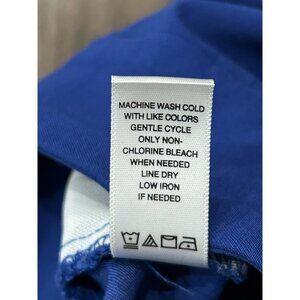 MACHINE WASH COLD
WITH LIKE COLORS
GENTLE CYCLE
ONLY NON-
CHLORINE BLEACH
WHEN NEEDED
LINE DRY
LOW IRON
IF NEEDED